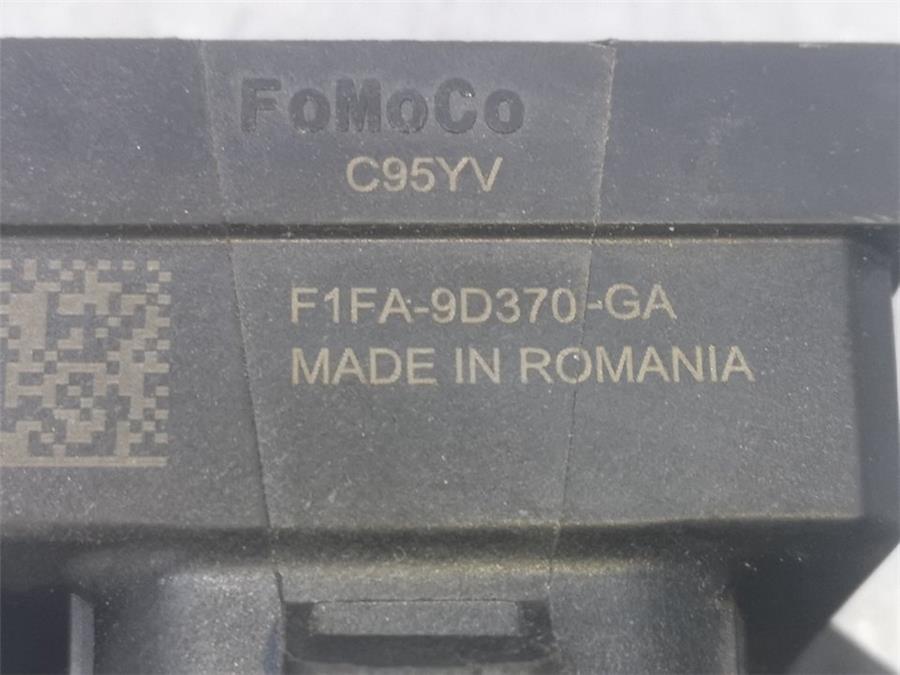 FoMoCo
C95YV
F1FA-9D370-GA
MADE IN ROMANIA